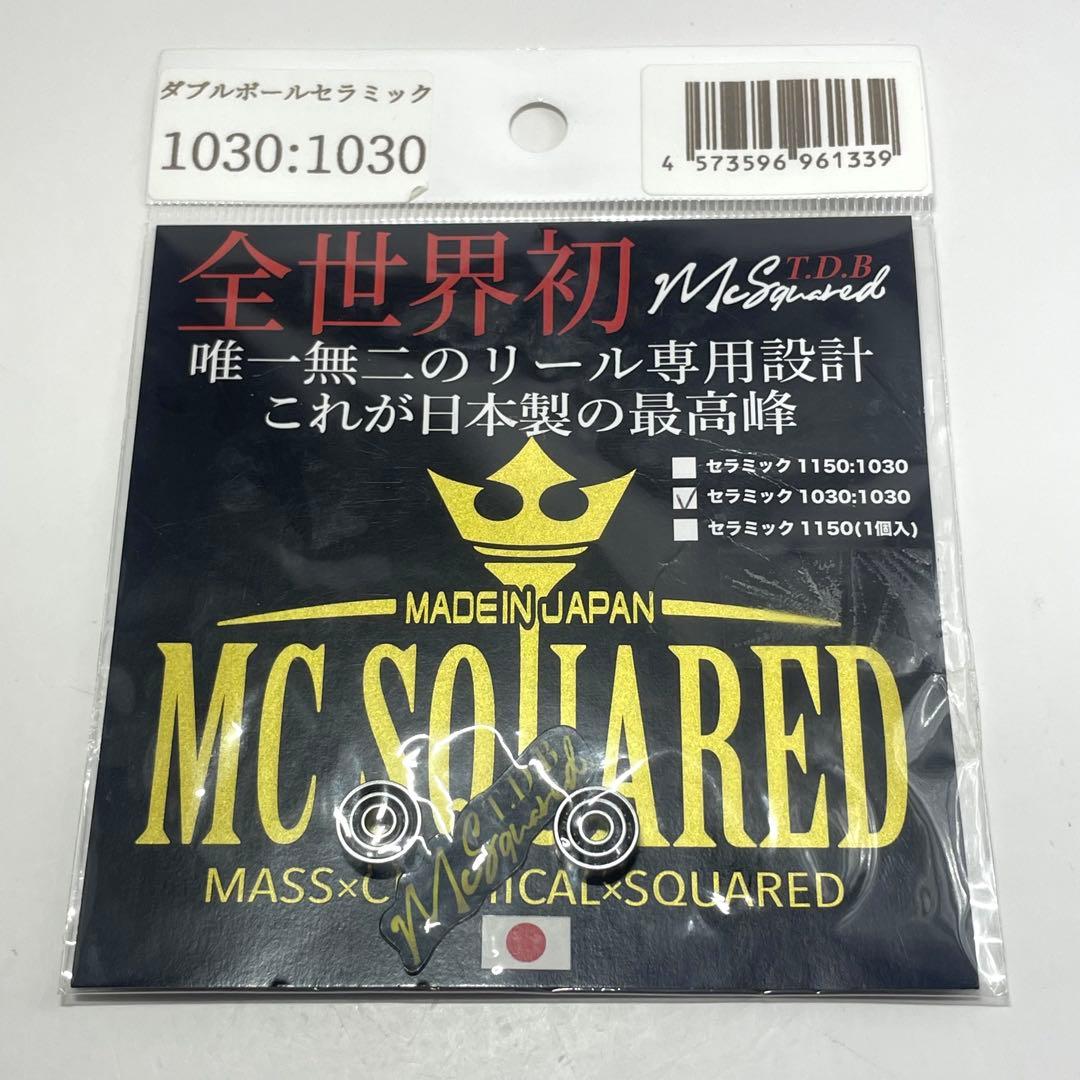 ダブルボールセラミック
1030:1030
4 573596 961339
全世界初
T.D.B
McSquared
唯一無二のリール専用設計
これが日本製の最高峰
セラミック 1150:1030
セラミック 1030:1030
セラミック 1150(1個入)
MADE IN JAPAN
MC SQUARED
T.D.B
McSquared
MASS×C MICAL×SQUARED